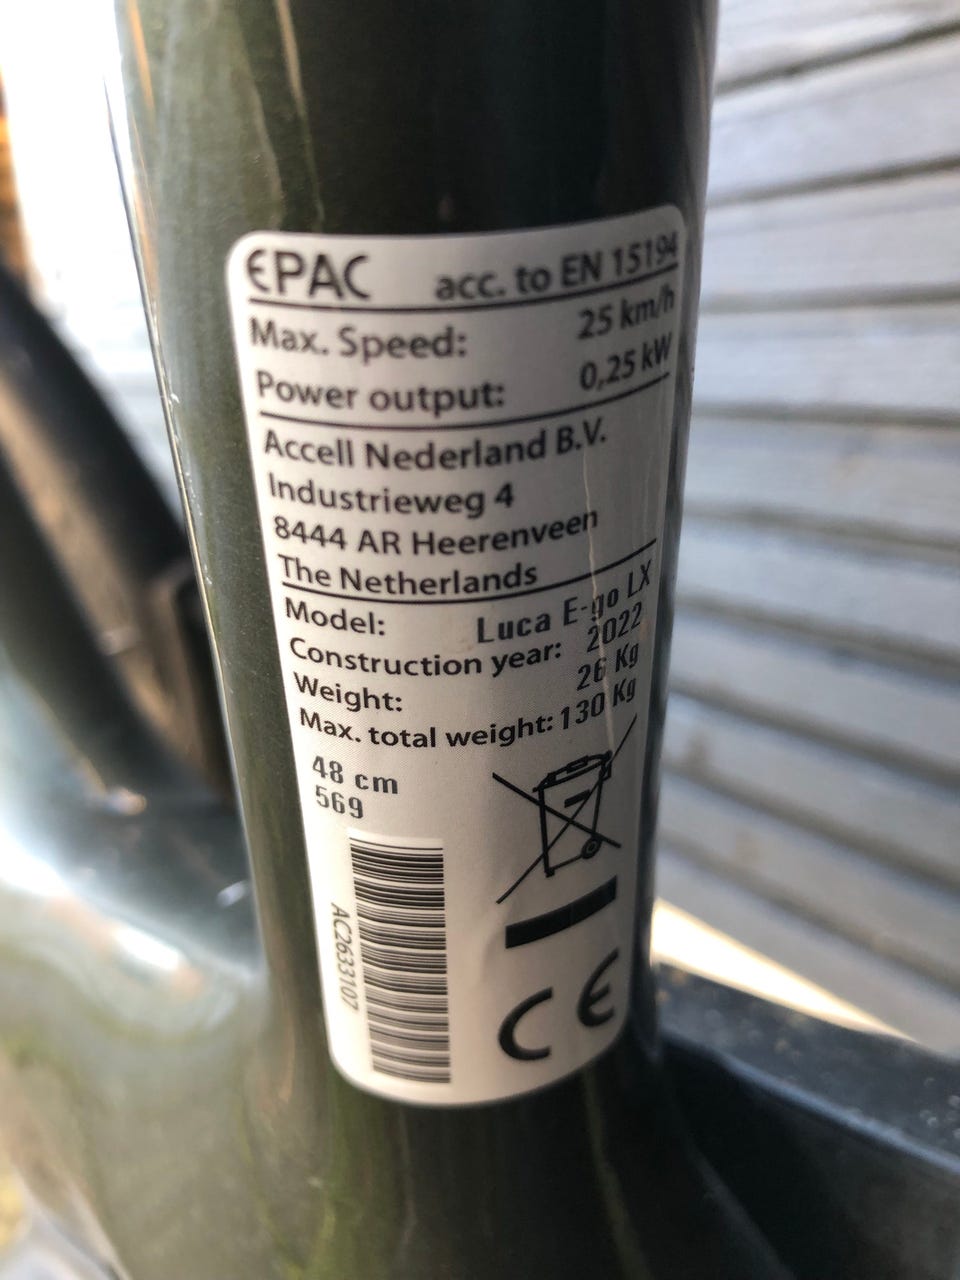 EPAC acc. to EN 15194
Max. Speed: 25 km/h
Power output: 0,25 kW
Accell Nederland B.V.
Industrieweg 4
8444 AR Heerenveen
The Netherlands
Model: Luca E-go LX
Construction year: 2022
Weight: 26 Kg
Max. total weight: 130 Kg
48 cm
569
AC2633107
CE